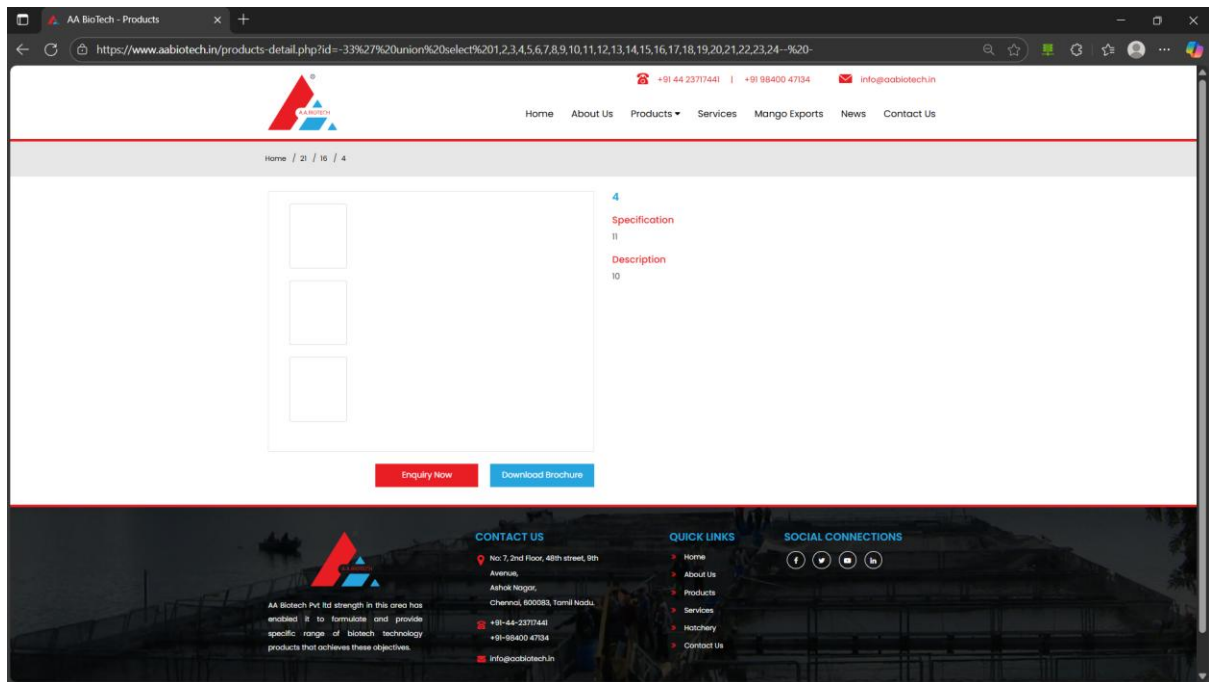 AA BioTech - Products
https://www.aabiotech.in/products-detail.php?id=-33%27%20union%20select%201,2,3,4,5,6,7,8,9,10,11,12,13,14,15,16,17,18,19,20,21,22,23,24--%20-
+91 44 23717441 | +91 98400 47134 info@aabiotech.in
AA BIOTECH
Home About Us Products Services Mango Exports News Contact Us
Home / 21 / 16 / 4
4
Specification
11
Description
10
Enquiry Now Download Brochure
AA BIOTECH
AA Biotech Pvt ltd strength in this area has
enabled it to formulate and provide
specific range of biotech technology
products that achieves these objectives.
CONTACT US
No: 7, 2nd Floor, 48th street, 9th
Avenue,
Ashok Nagar,
Chennai, 600083, Tamil Nadu.
+91-44-23717441
+91-98400 47134
info@aabiotech.in
QUICK LINKS
Home
About Us
Products
Services
Hatchery
Contact Us
SOCIAL CONNECTIONS